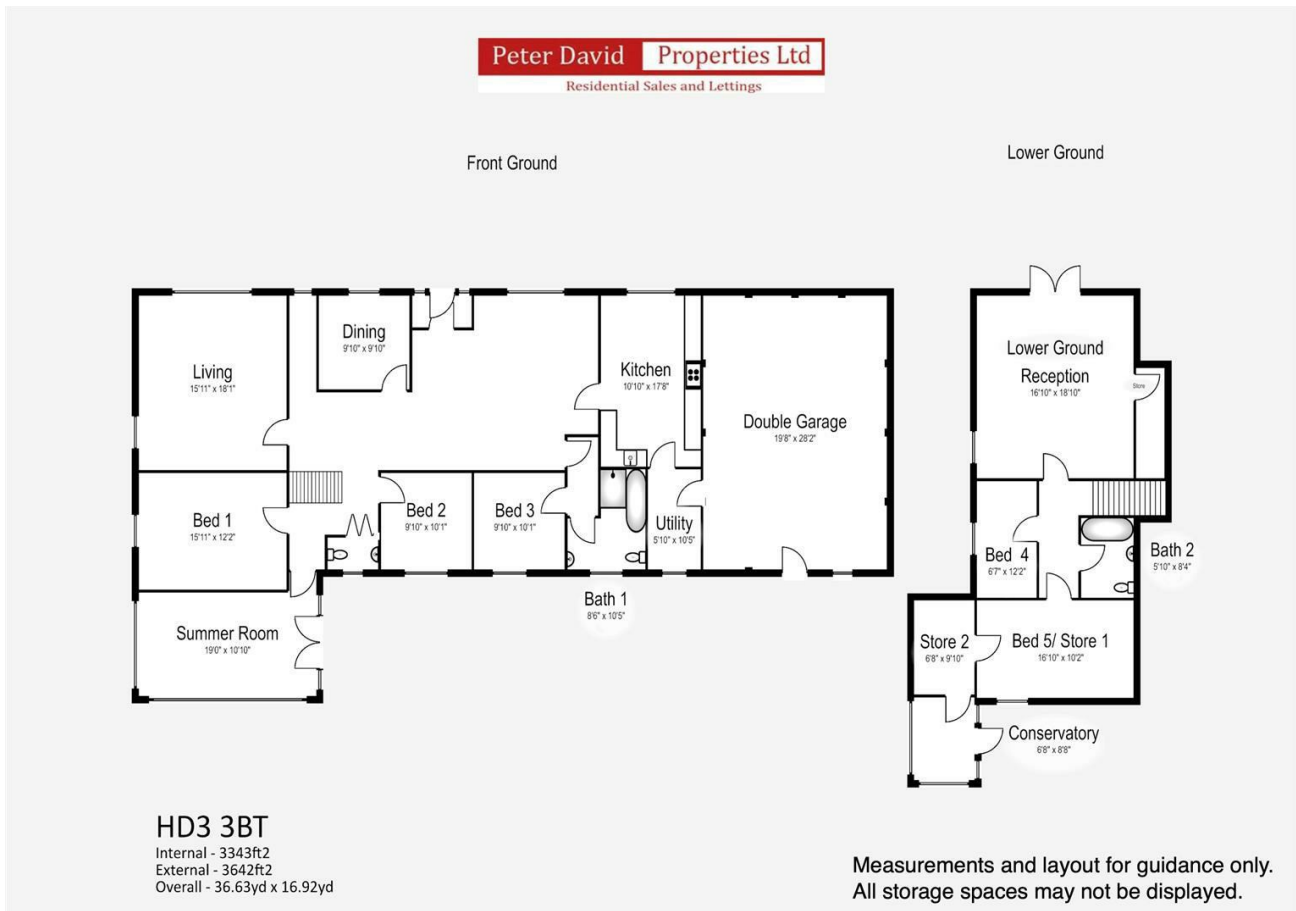 Peter David Properties Ltd
Residential Sales and Lettings
Front Ground
Lower Ground
Living
15'11" x 18'1"
Dining
9'10" x 9'10"
Kitchen
10'10" x 17'8"
Double Garage
19'8" x 28'2"
Bed 1
15'11" x 12'2"
Bed 2
9'10" x 10'1"
Bed 3
9'10" x 10'1"
Utility
5'10" x 10'5"
Bath 1
8'6" x 10'5"
Summer Room
19'0" x 10'10"
Lower Ground
Reception
16'10" x 18'10"
Store
Bed 4
6'7" x 12'2"
Bath 2
5'10" x 8'4"
Store 2
6'8" x 9'10"
Bed 5/ Store 1
16'10" x 10'2"
Conservatory
6'8" x 8'8"
HD3 3BT
Internal - 3343ft2
External - 3642ft2
Overall - 36.63yd x 16.92yd
Measurements and layout for guidance only.
All storage spaces may not be displayed.